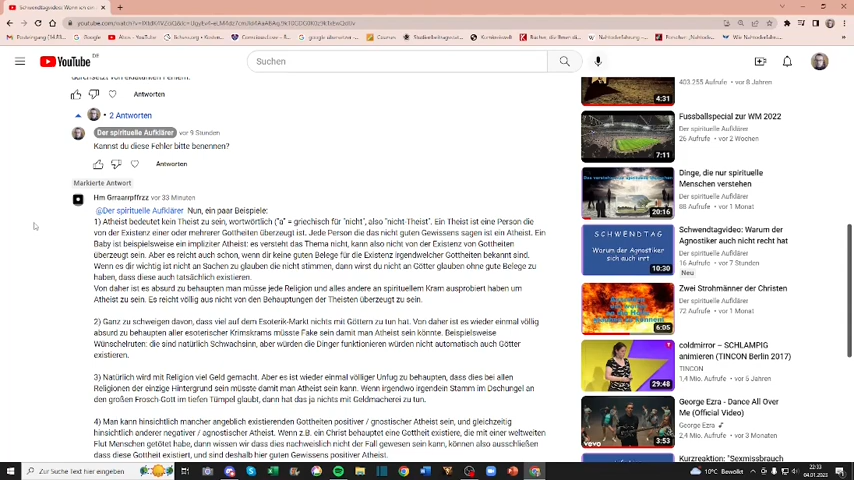 youtube.com/watch?v=
YouTube DE
Suchen
Antworten
2 Antworten
Der spirituelle Aufklärer vor 9 Stunden
Kannst du diese Fehler bitte benennen?
Antworten
Markierte Antwort
Hm Grraarrpffrzz vor 33 Minuten
@Der spirituelle Aufklärer Nun, ein paar Beispiele:
1) Atheist bedeutet kein Theist zu sein, wortwörtlich ("a" = griechisch für "nicht", also "nicht-Theist". Ein Theist ist eine Person die
von der Existenz einer oder mehrerer Gottheiten überzeugt ist. Jede Person die das nicht guten Gewissens sagen ist ein Atheist. Ein
Baby ist beispielsweise ein impliziter Atheist: es versteht das Thema nicht, kann also nicht von der Existenz von Gottheiten
überzeugt sein. Aber es reicht auch schon, wenn dir keine guten Belege für die Existenz irgendwelcher Gottheiten bekannt sind.
Wenn es dir wichtig ist nicht an Sachen zu glauben die nicht stimmen, dann wirst du nicht an Götter glauben ohne gute Belege zu
haben, dass diese auch tatsächlich existieren.
Von daher ist es absurd zu behaupten man müsse jede Religion und alles andere an spirituellem Kram ausprobiert haben um
Atheist zu sein. Es reicht völlig aus nicht von den Behauptungen der Theisten überzeugt zu sein.
2) Ganz zu schweigen davon, dass viel auf dem Esoterik-Markt nichts mit Göttern zu tun hat. Von daher ist es wieder einmal völlig
absurd zu behaupten aller esoterischer Krimskrams müsste Fake sein damit man Atheist sein könnte. Beispielsweise
Wünschelruten: die sind natürlich Schwachsinn, aber würden die Dinger funktionieren würden nicht automatisch auch Götter
existieren.
3) Natürlich wird mit Religion viel Geld gemacht. Aber es ist wieder einmal völliger Unfug zu behaupten, dass dies bei allen
Religionen der einzige Hintergrund sein müsste damit man Atheist sein kann. Wenn irgendwo irgendein Stamm im Dschungel an
den großen Frosch-Gott im tiefen Tümpel glaubt, dann hat das ja nichts mit Geldmacherei zu tun.
4) Man kann hinsichtlich mancher angeblich existierenden Gottheiten positiver / gnostischer Atheist sein, und gleichzeitig
hinsichtlich anderer negativer / agnostischer Atheist. Wenn z.B. ein Christ behauptet eine Gottheit existiere, die mit einer weltweiten
Flut Menschen getötet habe, dann wissen wir dass dies nachweislich nicht der Fall gewesen sein kann, können also ausschließen
dass diese Gottheit existiert, und sind deshalb hier guten Gewissens positiver Atheist.
403.255 Aufrufe • vor 8 Jahren
4:31
Fussballspecial zur WM 2022
Der spirituelle Aufklärer
26 Aufrufe • vor 2 Wochen
7:11
Dinge, die nur spirituelle
Menschen verstehen
Der spirituelle Aufklärer
88 Aufrufe • vor 1 Monat
20:16
SCHWENDTAG
Warum der
Agnostiker
sich auch irrt
10:30
Schwendtagvideo: Warum der
Agnostiker auch nicht recht hat
Der spirituelle Aufklärer
16 Aufrufe • vor 7 Stunden
Neu
Zwei Strohmänner der Christen
Der spirituelle Aufklärer
72 Aufrufe • vor 1 Monat
6:05
coldmirror – SCHLAMPIG
animieren (TINCON Berlin 2017)
TINCON
1,4 Mio. Aufrufe • vor 5 Jahren
29:48
George Ezra - Dance All Over
Me (Official Video)
George Ezra
2,4 Mio. Aufrufe • vor 3 Monaten
vevo
3:53
Kurzreaktion: "Sexmissbrauch
Zur Suche Text hier eingeben
10°C Bewölkt
22:33
04.01.2023